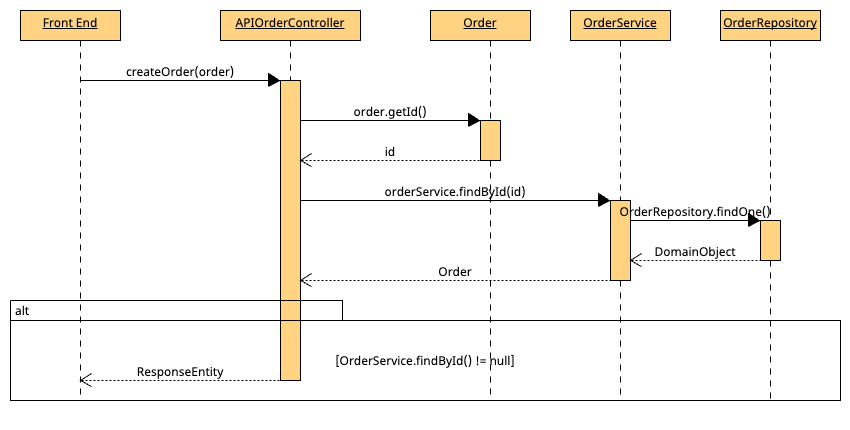 Front End
APIOrderController
Order
OrderService
OrderRepository
createOrder(order)
order.getId()
id
orderService.findById(id)
OrderRepository.findOne()
DomainObject
Order
alt
[OrderService.findById() != null]
ResponseEntity